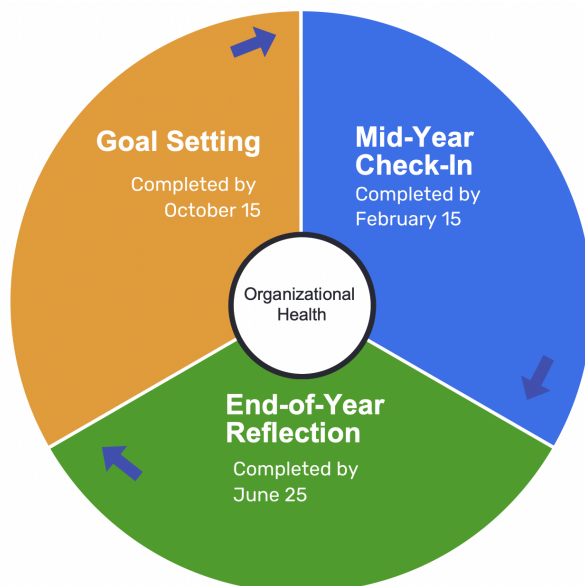 Goal Setting
Completed by
October 15
Mid-Year
Check-In
Completed by
February 15
Organizational
Health
End-of-Year
Reflection
Completed by
June 25